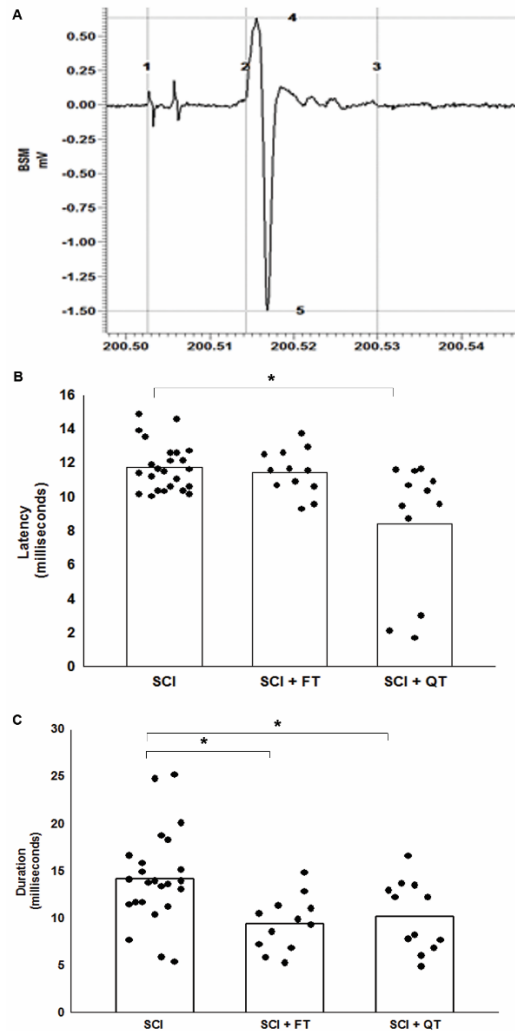 A
0.50
0.25
0.00
-0.25
-0.50
-0.75
-1.00
-1.25
-1.50
BSM
mV
1
2
3
4
5
200.50 200.51 200.52 200.53 200.54
B
16
14
12
10
8
6
4
2
0
Latency
(milliseconds)
*
SCI SCI + FT SCI + QT
C
30
25
20
15
10
5
0
Duration
(milliseconds)
*
*
SCI SCI + FT SCI + QT